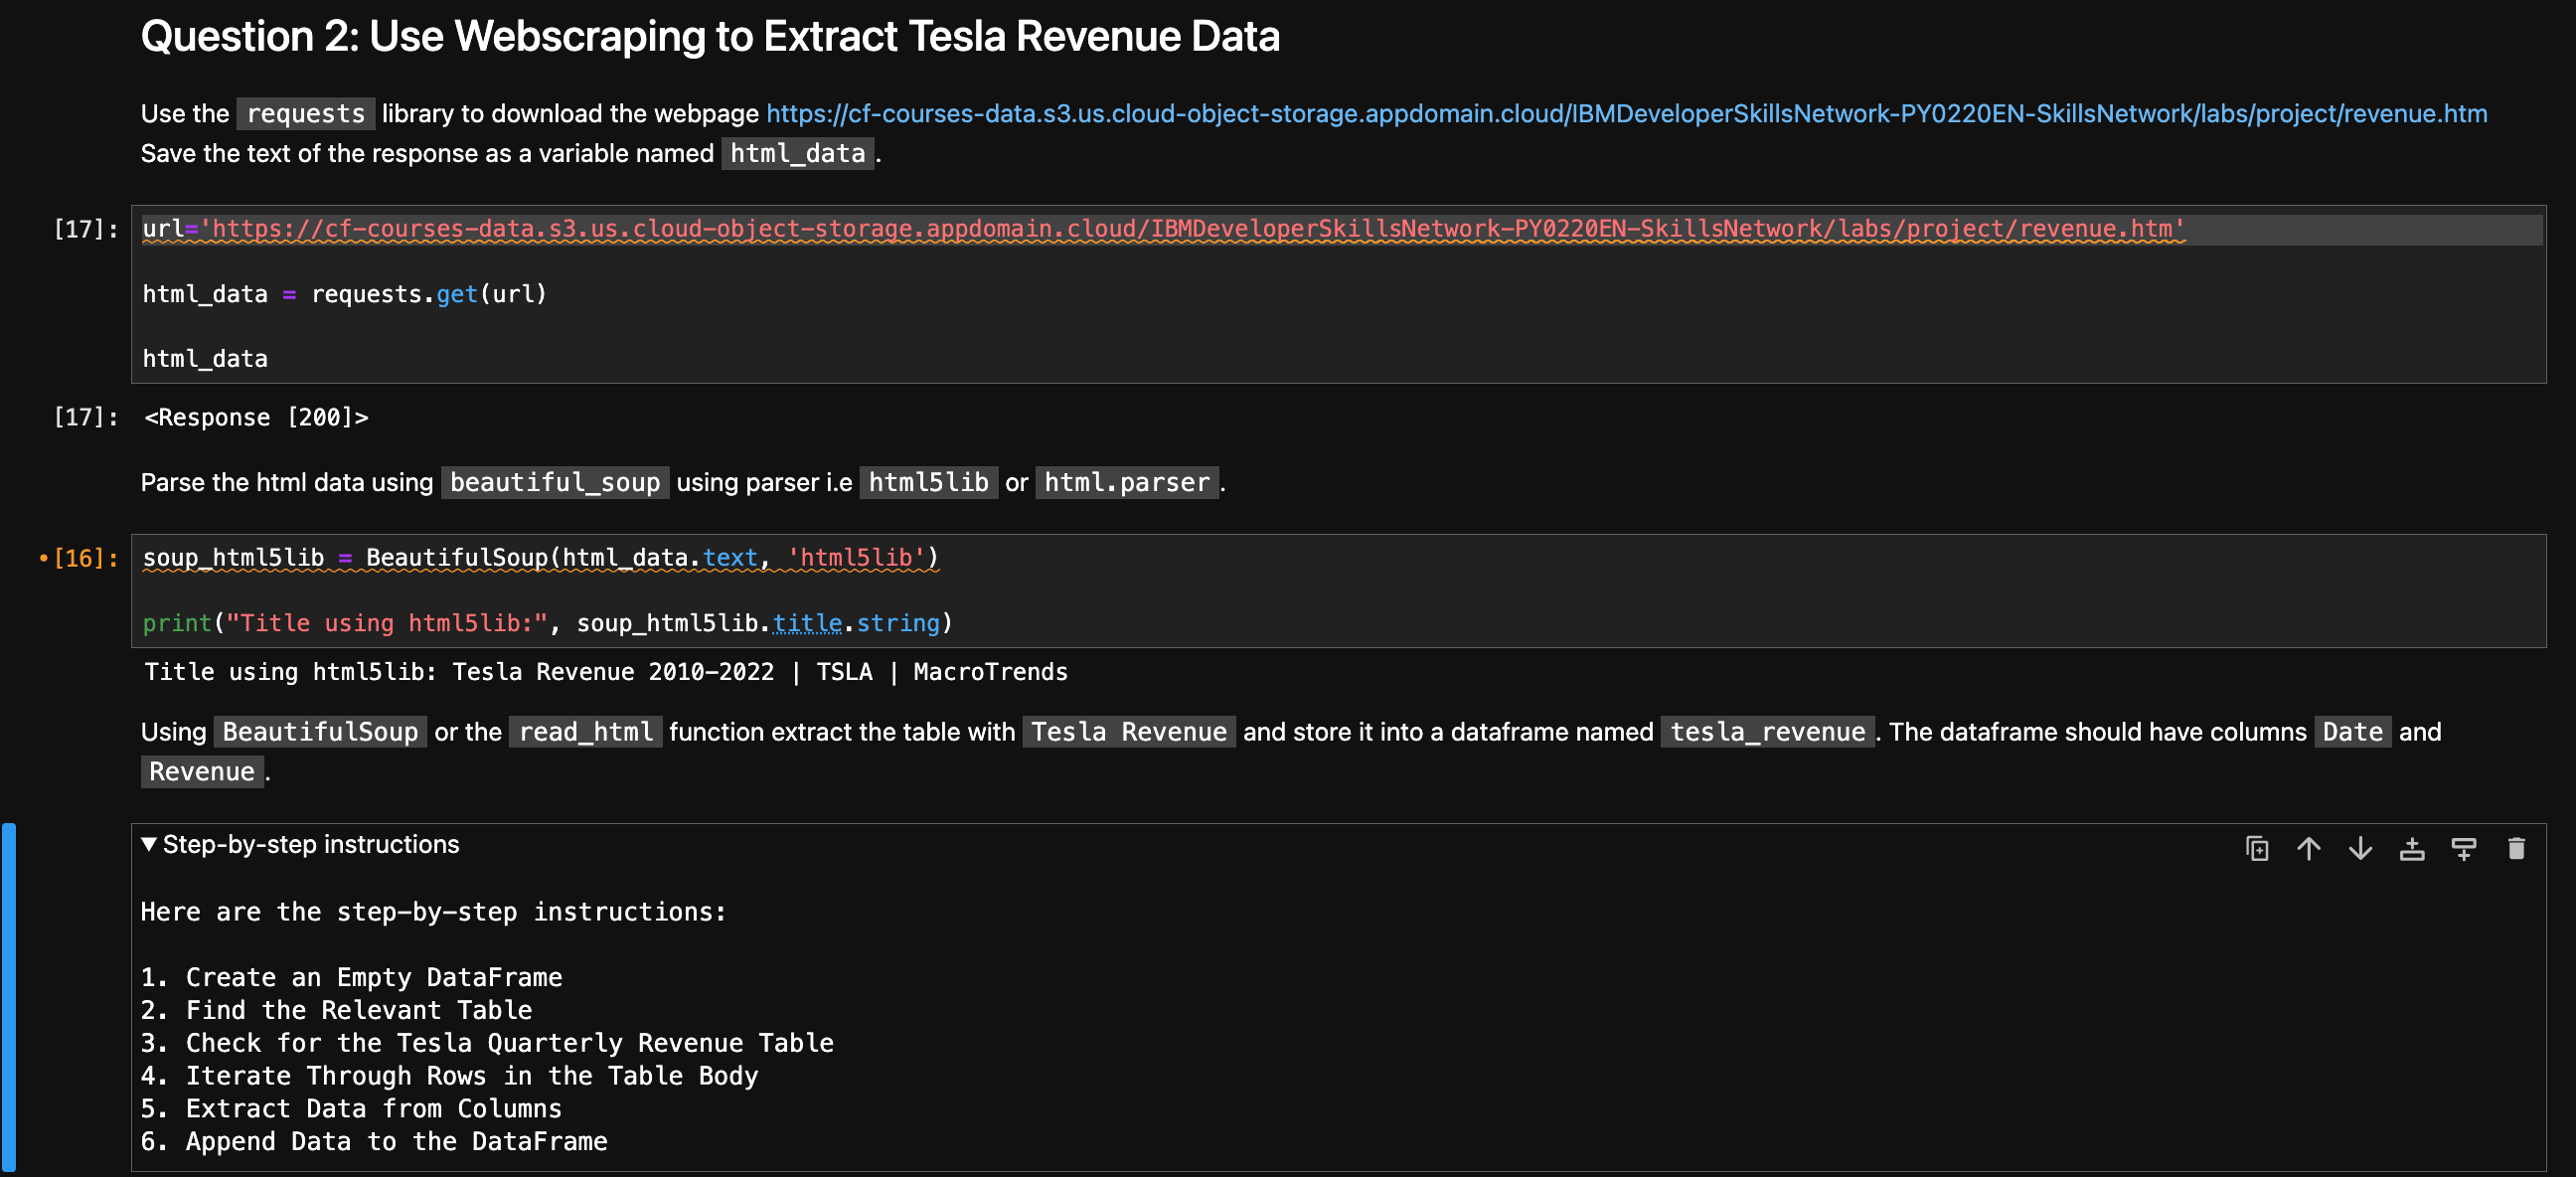 Question 2: Use Webscraping to Extract Tesla Revenue Data
Use the requests library to download the webpage https://cf-courses-data.s3.us.cloud-object-storage.appdomain.cloud/IBMDeveloperSkillsNetwork-PY0220EN-SkillsNetwork/labs/project/revenue.htm
Save the text of the response as a variable named html_data.
[17]: url='https://cf-courses-data.s3.us.cloud-object-storage.appdomain.cloud/IBMDeveloperSkillsNetwork-PY0220EN-SkillsNetwork/labs/project/revenue.htm'
html_data = requests.get(url)
html_data
[17]: <Response [200]>
Parse the html data using beautiful_soup using parser i.e html5lib or html.parser.
•[16]: soup_html5lib = BeautifulSoup(html_data.text, 'html5lib')
print("Title using html5lib:", soup_html5lib.title.string)
Title using html5lib: Tesla Revenue 2010-2022 | TSLA | MacroTrends
Using BeautifulSoup or the read_html function extract the table with Tesla Revenue and store it into a dataframe named tesla_revenue. The dataframe should have columns Date and
Revenue.
▼ Step-by-step instructions
Here are the step-by-step instructions:
1. Create an Empty DataFrame
2. Find the Relevant Table
3. Check for the Tesla Quarterly Revenue Table
4. Iterate Through Rows in the Table Body
5. Extract Data from Columns
6. Append Data to the DataFrame